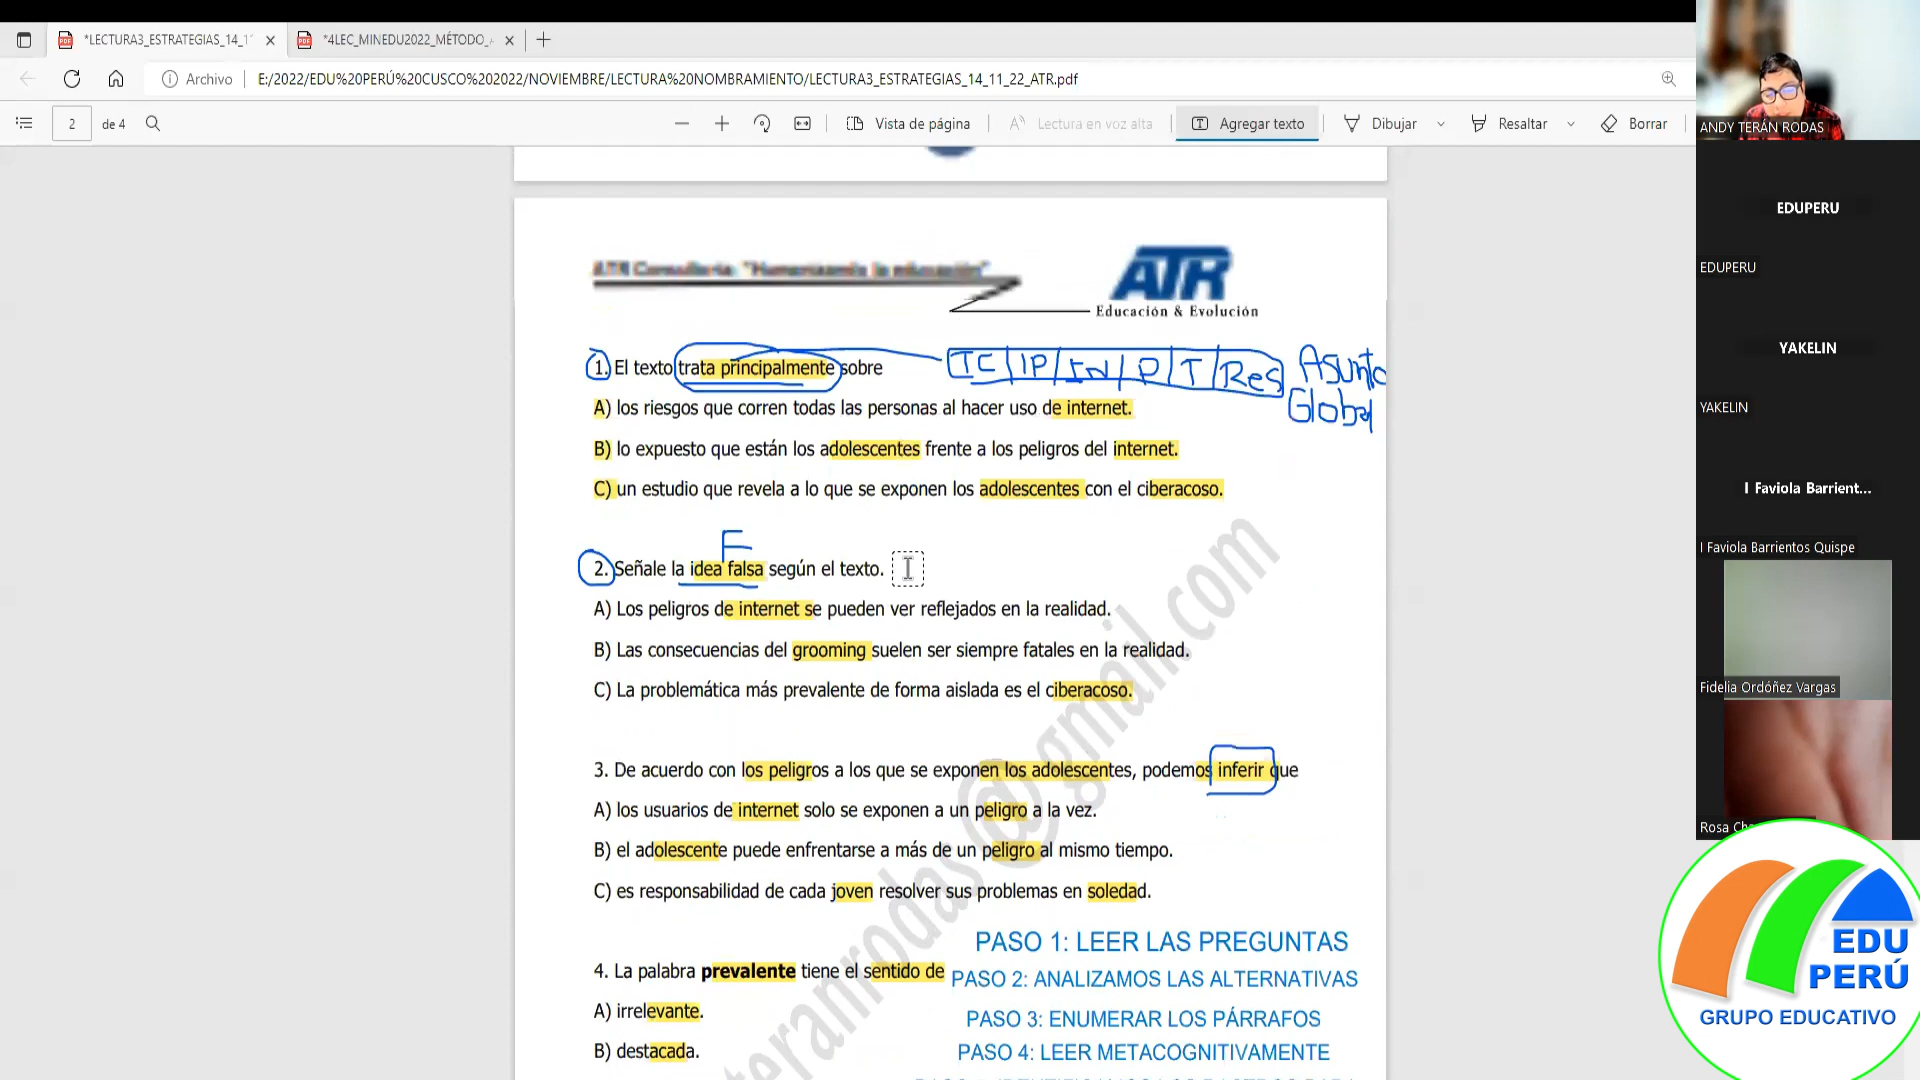 *LECTURA3_ESTRATEGIAS_14_1
*4LEC_MINEDU2022_MÉTODO_
Archivo
E:/2022/EDU%20PERÚ%20CUSCO%202022/NOVIEMBRE/LECTURA%20NOMBRAMIENTO/LECTURA3_ESTRATEGIAS_14_11_22_ATR.pdf
2 de 4
Vista de página
Lectura en voz alta
Agregar texto
Dibujar
Resaltar
Borrar
ANDY TERÁN RODAS
EDUPERU
EDUPERU
YAKELIN
YAKELIN
I Faviola Barrient...
I Faviola Barrientos Quispe
Fidelia Ordóñez Vargas
Rosa Cha
ATR Consultoria "Humanizando la educación"
ATR
Educación & Evolución
1. El texto trata principalmente sobre
TC IP IN P T Res
Asunto
Global
A) los riesgos que corren todas las personas al hacer uso de internet.
B) lo expuesto que están los adolescentes frente a los peligros del internet.
C) un estudio que revela a lo que se exponen los adolescentes con el ciberacoso.
F
2. Señale la idea falsa según el texto.
A) Los peligros de internet se pueden ver reflejados en la realidad.
B) Las consecuencias del grooming suelen ser siempre fatales en la realidad.
C) La problemática más prevalente de forma aislada es el ciberacoso.
3. De acuerdo con los peligros a los que se exponen los adolescentes, podemos inferir que
A) los usuarios de internet solo se exponen a un peligro a la vez.
B) el adolescente puede enfrentarse a más de un peligro al mismo tiempo.
C) es responsabilidad de cada joven resolver sus problemas en soledad.
4. La palabra prevalente tiene el sentido de
A) irrelevante.
B) destacada.
PASO 1: LEER LAS PREGUNTAS
PASO 2: ANALIZAMOS LAS ALTERNATIVAS
PASO 3: ENUMERAR LOS PÁRRAFOS
PASO 4: LEER METACOGNITIVAMENTE
teranrodas@gmail.com
EDU
PERÚ
GRUPO EDUCATIVO